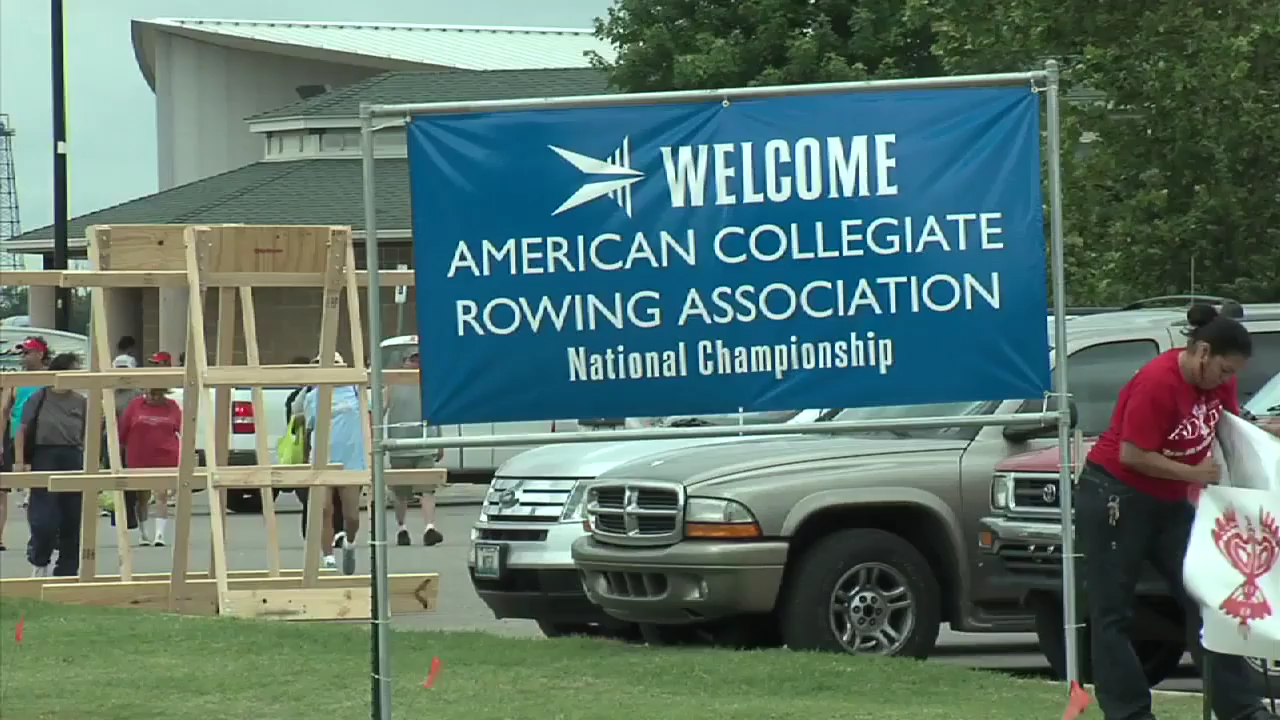 WELCOME
AMERICAN COLLEGIATE
ROWING ASSOCIATION
National Championship